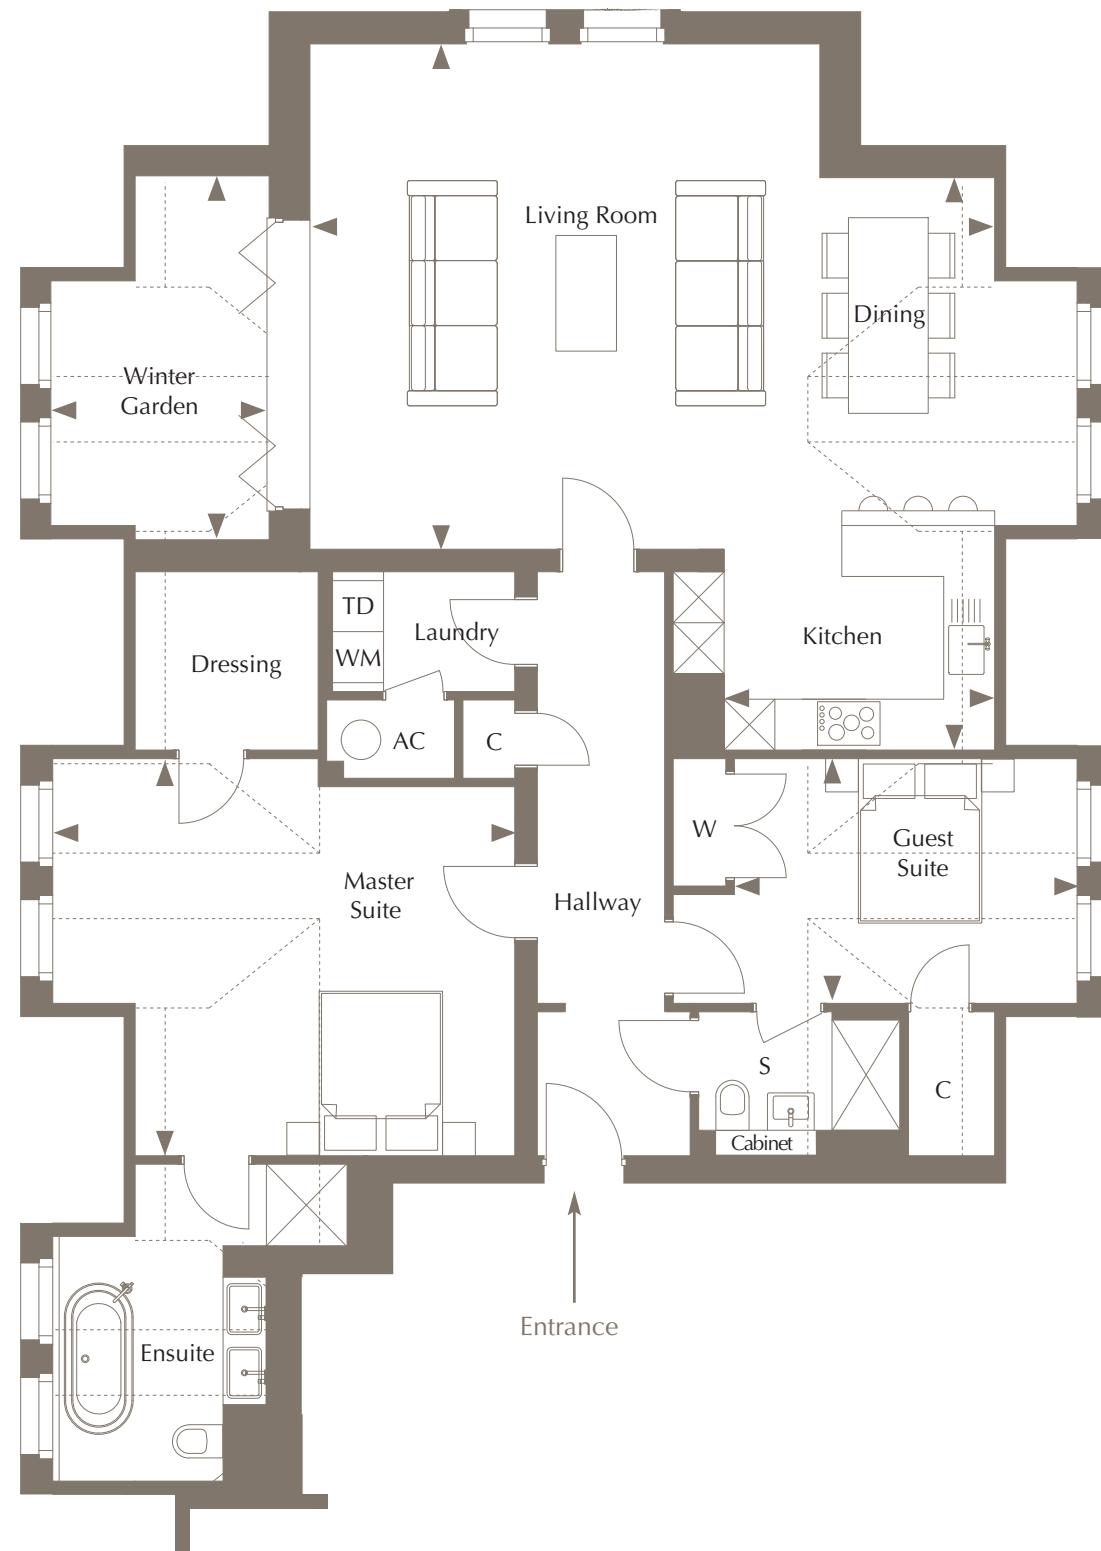 Living Room
Dining
Winter
Garden
TD
Laundry
WM
Kitchen
Dressing
AC
C
W
Guest
Suite
Master
Suite
Hallway
S
C
Cabinet
Entrance
Ensuite